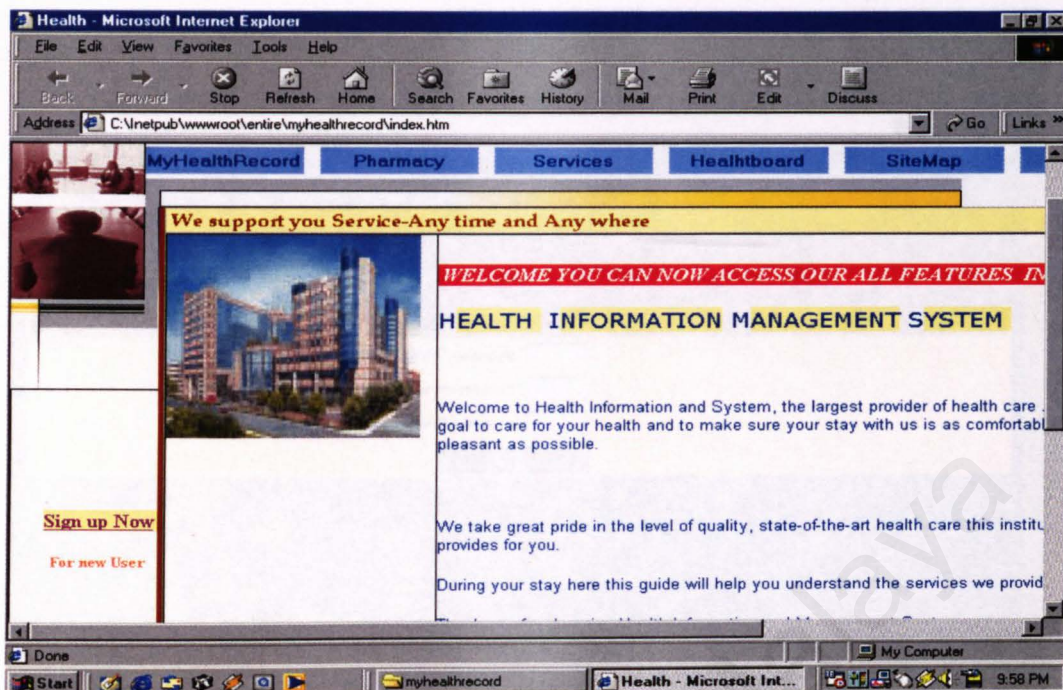 Health - Microsoft Internet Explorer
File Edit View Favorites Tools Help
Back Forward Stop Refresh Home Search Favorites History Mail Print Edit Discuss
Address C:\Inetpub\wwwroot\entire\myhealthrecord\index.htm Go Links »
MyHealthRecord Pharmacy Services Healhtboard SiteMap
We support you Service-Any time and Any where
WELCOME YOU CAN NOW ACCESS OUR ALL FEATURES IN
HEALTH INFORMATION MANAGEMENT SYSTEM
Welcome to Health Information and System, the largest provider of health care .
goal to care for your health and to make sure your stay with us is as comfortabl
pleasant as possible.
Sign up Now
For new User
We take great pride in the level of quality, state-of-the-art health care this institu
provides for you.
During your stay here this guide will help you understand the services we provid
Done My Computer
Start myhealthrecord Health - Microsoft Int... 9:58 PM
laya